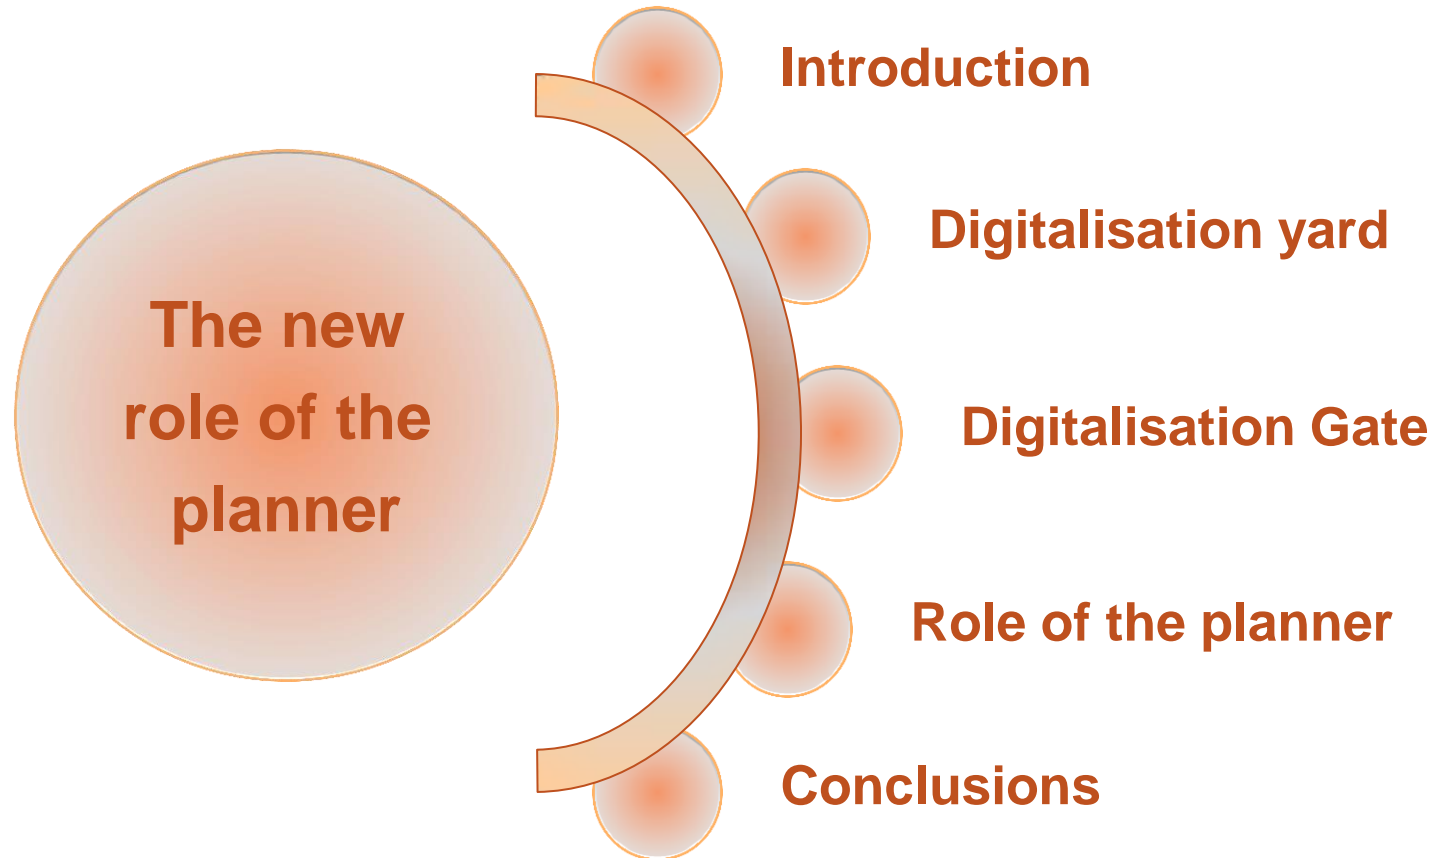 The new
role of the
planner
Introduction
Digitalisation yard
Digitalisation Gate
Role of the planner
Conclusions